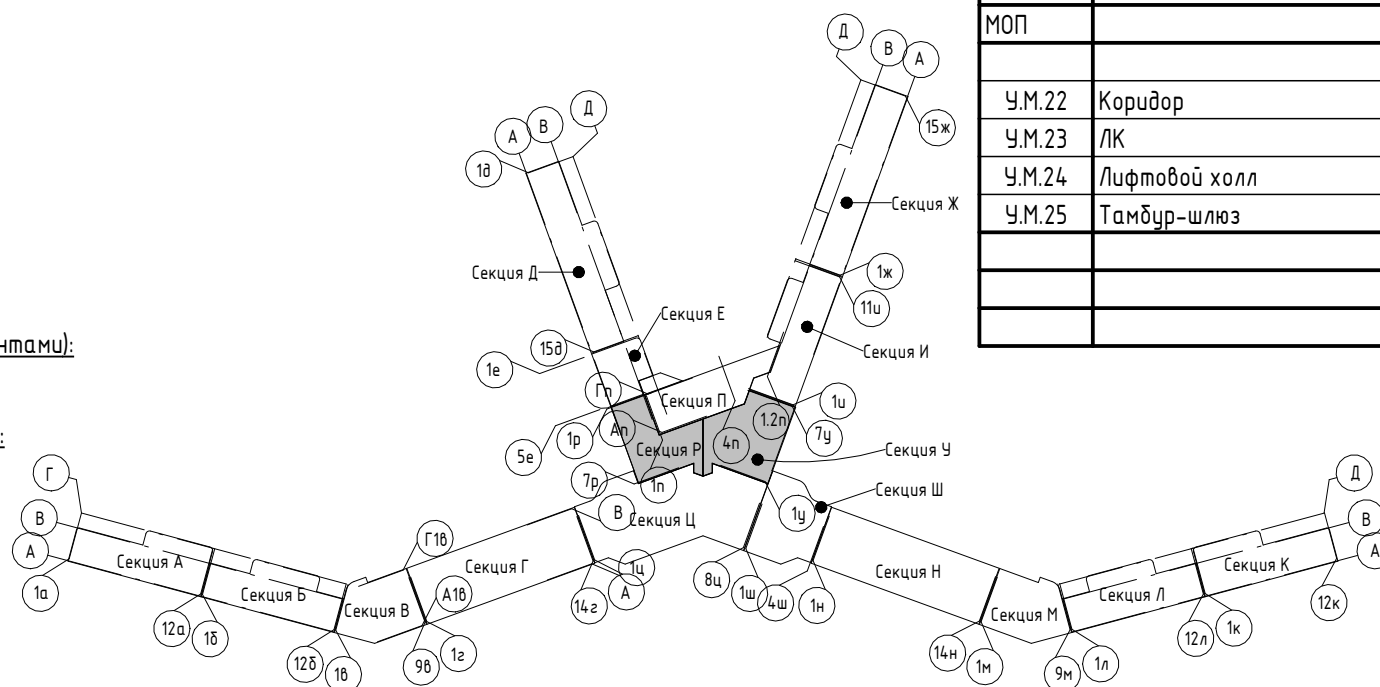 МОП
У.М.22 Коридор
У.М.23 ЛК
У.М.24 Лифтовой холл
У.М.25 Тамбур-шлюз
нтами):
:
Д
В
А
15ж
Секция Ж
1ж
11и
Секция И
1и
7у
1.2п
Д
В
А
1д
Секция Д
15д
1е
Секция Е
Гп
Секция П
Ап
4п
1р
5е
Секция Р
7р
1п
Секция У
1у
Секция Ш
В
Секция Ц
1ц
А
14г
8ц
1ш
4ш
1н
Г
В
А
1а
Секция А
12а
1б
Секция Б
12б
1в
Секция В
Г1в
А1в
9в
1г
Секция Г
Секция Н
14н
1м
Секция М
9м
1л
Секция Л
12л
1к
Секция К
12к
Д
В
А